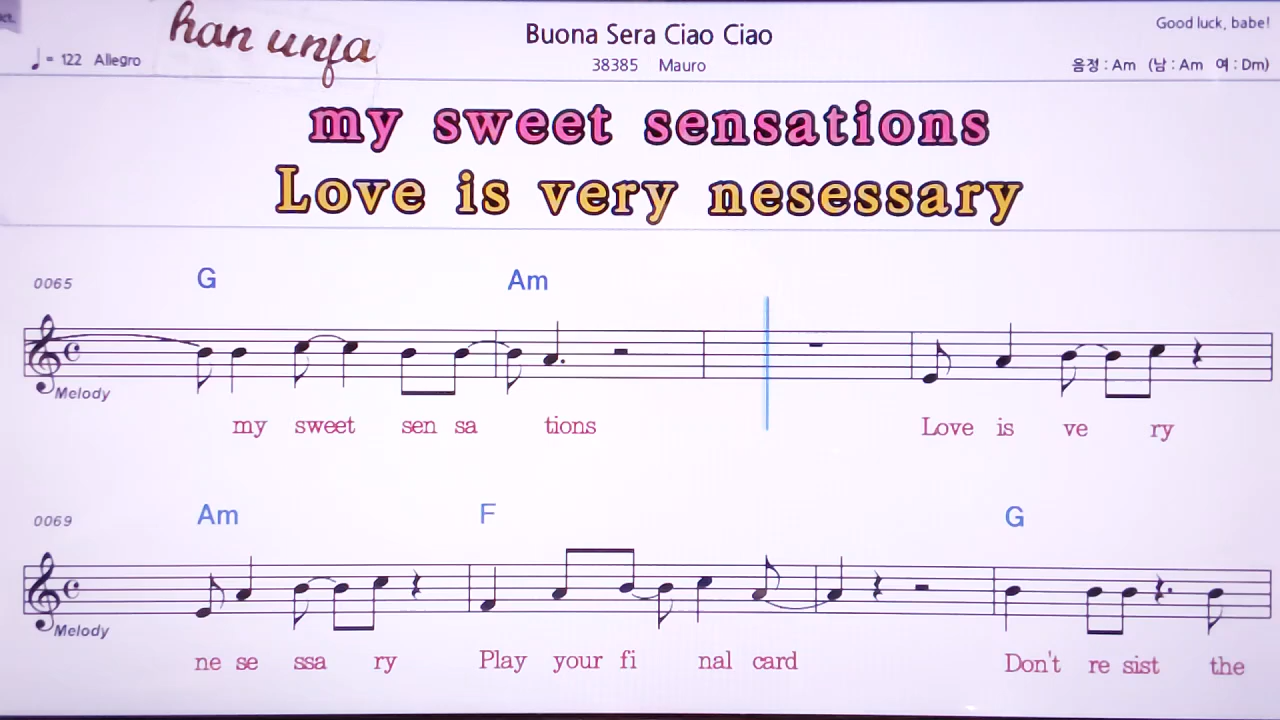 ct.
han unja
Buona Sera Ciao Ciao
Good luck, babe!
♩ = 122 Allegro
38385 Mauro
음정 : Am (남 : Am 여 : Dm)
my sweet sensations
Love is very nesessary
0065
G Am
Melody
my sweet sen sa tions Love is ve ry
0069
Am F G
Melody
ne se ssa ry Play your fi nal card Don't re sist the